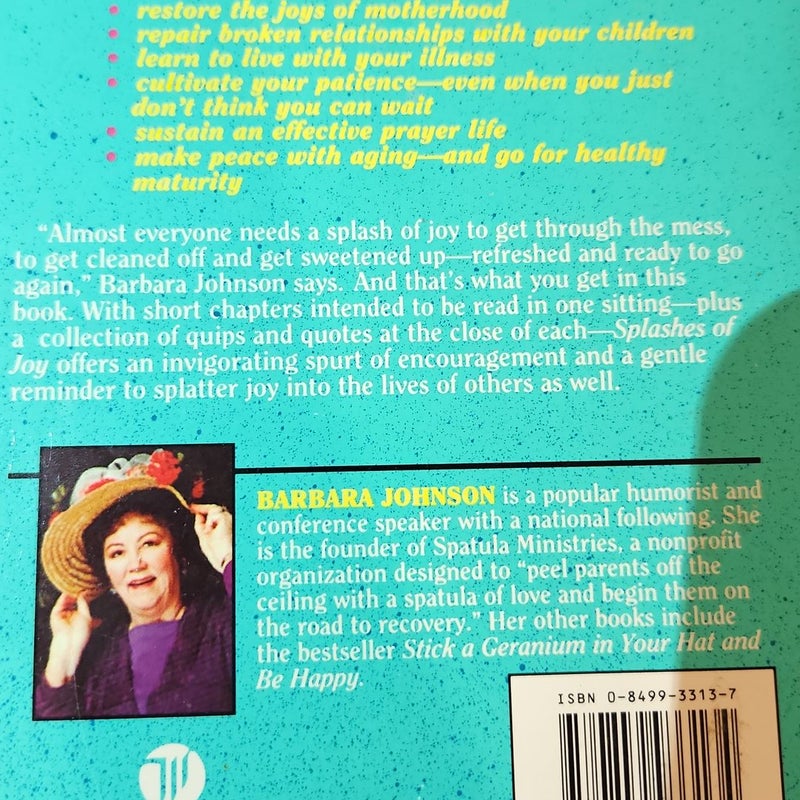 restore the joys of motherhood
• repair broken relationships with your children
• learn to live with your illness
• cultivate your patience—even when you just
don't think you can wait
• sustain an effective prayer life
• make peace with aging—and go for healthy
maturity
"Almost everyone needs a splash of joy to get through the mess,
to get cleaned off and get sweetened up—refreshed and ready to go
again," Barbara Johnson says. And that's what you get in this
book. With short chapters intended to be read in one sitting—plus
a collection of quips and quotes at the close of each—Splashes of
Joy offers an invigorating spurt of encouragement and a gentle
reminder to splatter joy into the lives of others as well.
BARBARA JOHNSON is a popular humorist and
conference speaker with a national following. She
is the founder of Spatula Ministries, a nonprofit
organization designed to "peel parents off the
ceiling with a spatula of love and begin them on
the road to recovery." Her other books include
the bestseller Stick a Geranium in Your Hat and
Be Happy.
ISBN 0-8499-3313-7